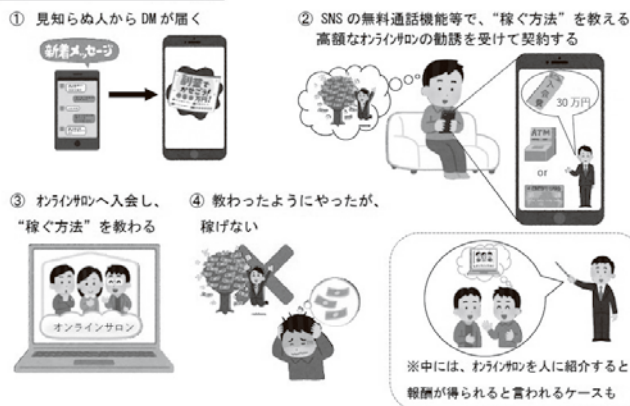 ① 見知らぬ人から DM が届く
新着メッセージ
② SNS の無料通話機能等で、“稼ぐ方法” を教える
高額なオンラインサロンの勧誘を受けて契約する
30 万円
ATM
or
③ オンラインサロンへ入会し、
“稼ぐ方法” を教わる
オンラインサロン
④ 教わったようにやったが、
稼げない
※中には、オンラインサロンを人に紹介すると
報酬が得られると言われるケースも